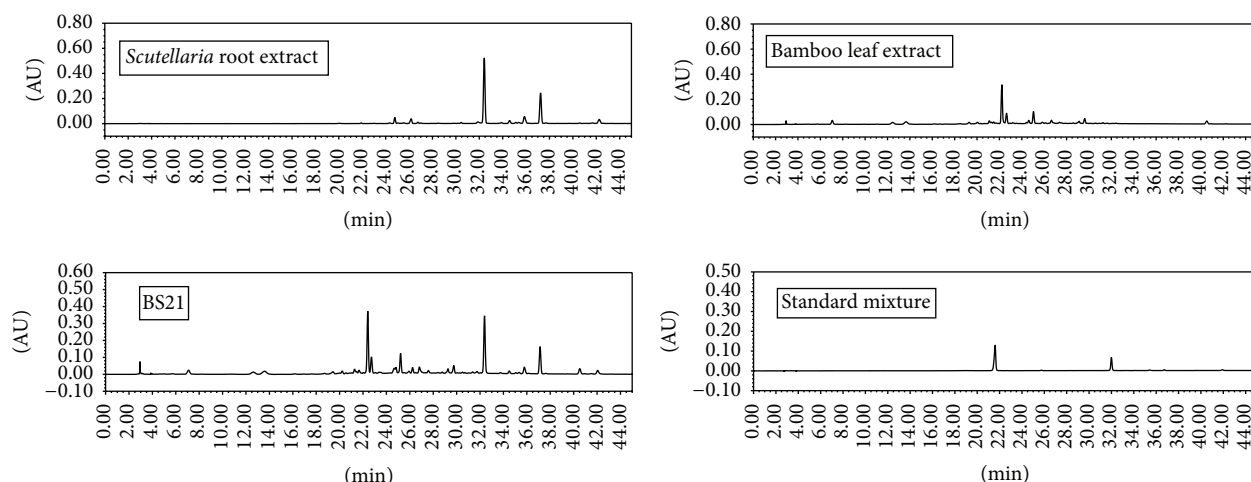 0.80
0.60
0.40
0.20
0.00
(AU)
Scutellaria root extract
0.00 2.00 4.00 6.00 8.00 10.00 12.00 14.00 16.00 18.00 20.00 22.00 24.00 26.00 28.00 30.00 32.00 34.00 36.00 38.00 40.00 42.00 44.00
(min)
0.80
0.60
0.40
0.20
0.00
(AU)
Bamboo leaf extract
0.00 2.00 4.00 6.00 8.00 10.00 12.00 14.00 16.00 18.00 20.00 22.00 24.00 26.00 28.00 30.00 32.00 34.00 36.00 38.00 40.00 42.00 44.00
(min)
0.60
0.50
0.40
0.30
0.20
0.10
0.00
−0.10
(AU)
BS21
0.00 2.00 4.00 6.00 8.00 10.00 12.00 14.00 16.00 18.00 20.00 22.00 24.00 26.00 28.00 30.00 32.00 34.00 36.00 38.00 40.00 42.00 44.00
(min)
0.50
0.40
0.30
0.20
0.10
0.00
−0.10
(AU)
Standard mixture
0.00 2.00 4.00 6.00 8.00 10.00 12.00 14.00 16.00 18.00 20.00 22.00 24.00 26.00 28.00 30.00 32.00 34.00 36.00 38.00 40.00 42.00 44.00
(min)